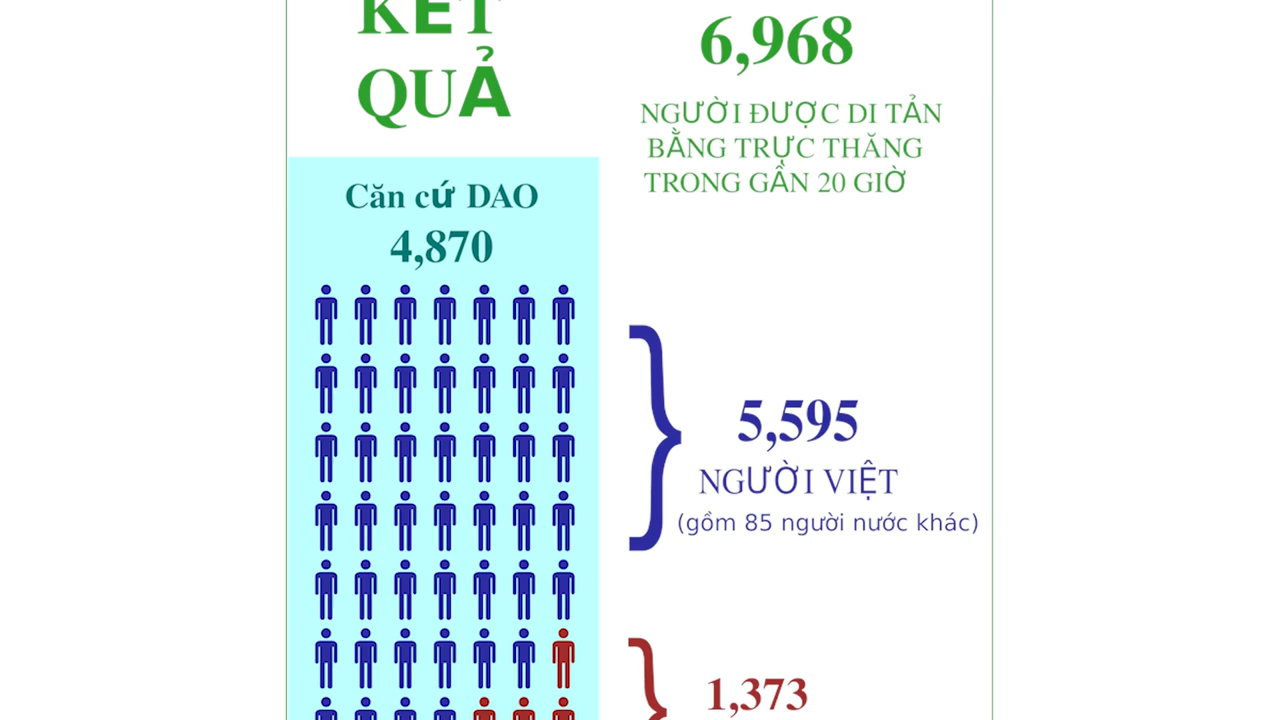 KẾT
QUẢ
6,968
NGƯỜI ĐƯỢC DI TẢN
BẰNG TRỰC THĂNG
TRONG GẦN 20 GIỜ
Căn cứ DAO
4,870
5,595
NGƯỜI VIỆT
(gồm 85 người nước khác)
1,373